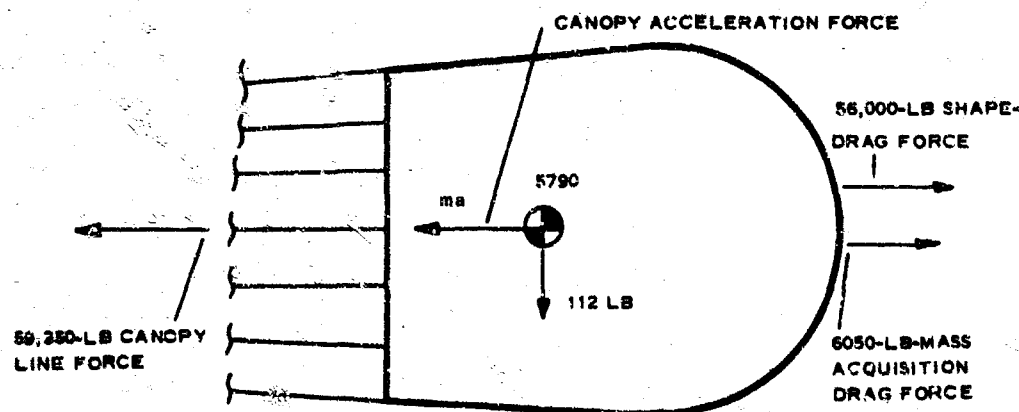 CANOPY ACCELERATION FORCE
56,000-LB SHAPE-
DRAG FORCE
5790
ma
112 LB
59,250-LB CANOPY
LINE FORCE
6050-LB-MASS
ACQUISITION
DRAG FORCE